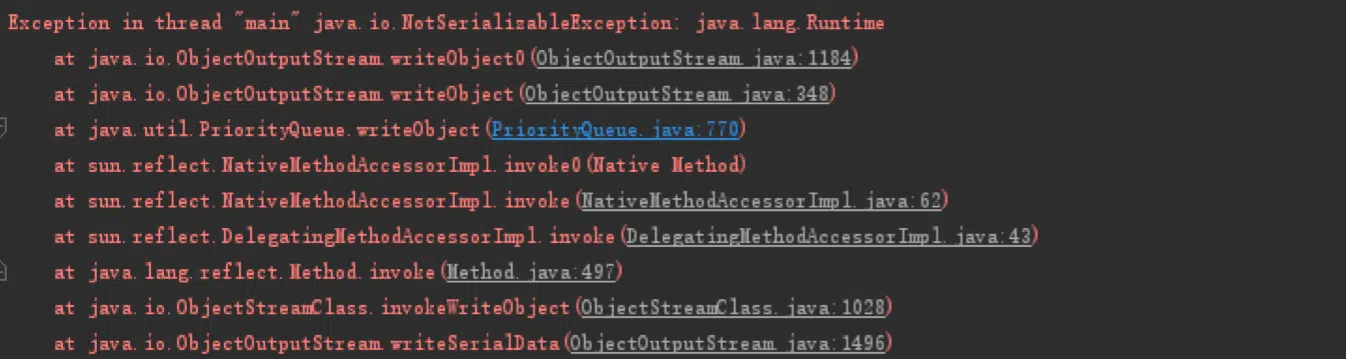 Exception in thread "main" java.io.NotSerializableException: java.lang.Runtime
at java.io.ObjectOutputStream.writeObject0(ObjectOutputStream.java:1184)
at java.io.ObjectOutputStream.writeObject(ObjectOutputStream.java:348)
at java.util.PriorityQueue.writeObject(PriorityQueue.java:770)
at sun.reflect.NativeMethodAccessorImpl.invoke0(Native Method)
at sun.reflect.NativeMethodAccessorImpl.invoke(NativeMethodAccessorImpl.java:62)
at sun.reflect.DelegatingMethodAccessorImpl.invoke(DelegatingMethodAccessorImpl.java:43)
at java.lang.reflect.Method.invoke(Method.java:497)
at java.io.ObjectStreamClass.invokeWriteObject(ObjectStreamClass.java:1028)
at java.io.ObjectOutputStream.writeSerialData(ObjectOutputStream.java:1496)